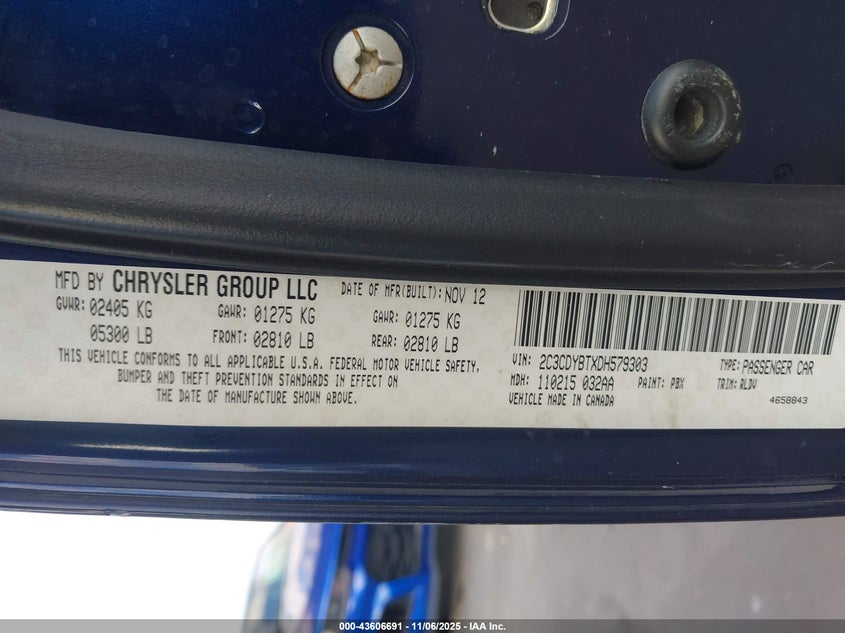 MFD BY CHRYSLER GROUP LLC DATE OF MFR(BUILT): NOV 12
GVWR: 02405 KG GAWR: 01275 KG GAWR: 01275 KG
05300 LB FRONT: 02810 LB REAR: 02810 LB
THIS VEHICLE CONFORMS TO ALL APPLICABLE U.S.A. FEDERAL MOTOR VEHICLE SAFETY,
BUMPER AND THEFT PREVENTION STANDARDS IN EFFECT ON
THE DATE OF MANUFACTURE SHOWN ABOVE.
VIN: 2C3CDYBTXDH579303 TYPE: PASSENGER CAR
MDH: 110215 032AA PAINT: PBX TRIM: RLDV
VEHICLE MADE IN CANADA 4658843
000-43606691 - 11/06/2025 - IAA Inc.